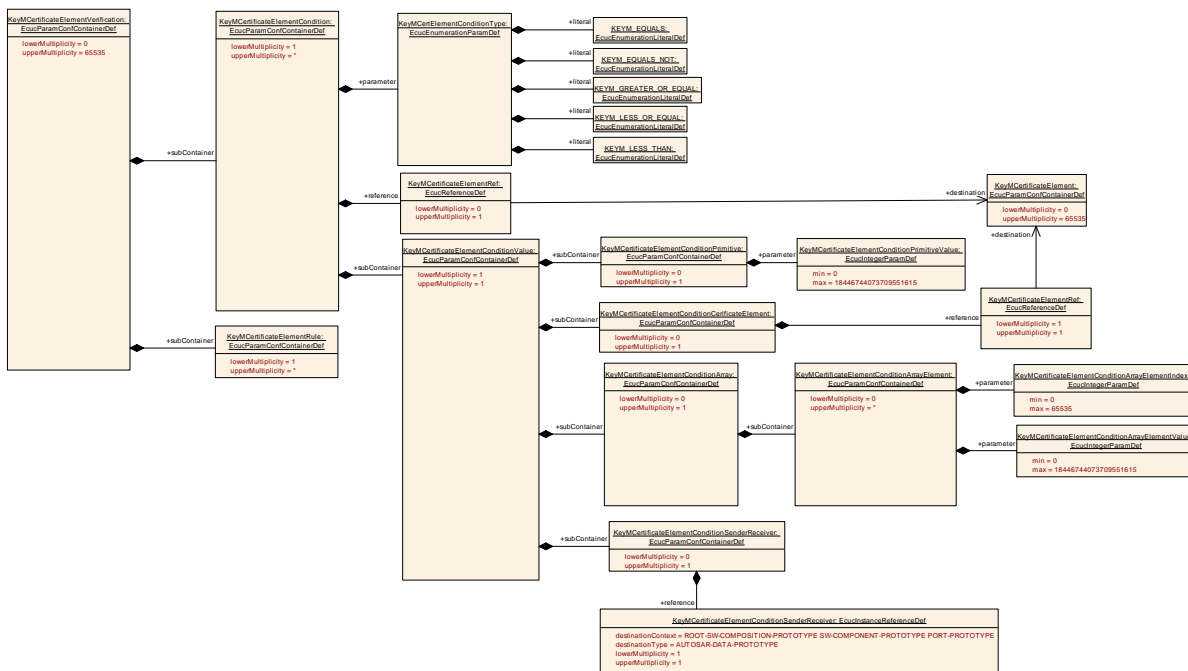 KeyMCertificateElementVerification:
EcucParamConfContainerDef
lowerMultiplicity = 0
upperMultiplicity = 65535
+subContainer
KeyMCertificateElementCondition:
EcucParamConfContainerDef
lowerMultiplicity = 1
upperMultiplicity = *
+parameter
KeyMCertElementConditionType:
EcucEnumerationParamDef
+literal
KEYM_EQUALS:
EcucEnumerationLiteralDef
+literal
KEYM_EQUALS_NOT:
EcucEnumerationLiteralDef
+literal
KEYM_GREATER_OR_EQUAL:
EcucEnumerationLiteralDef
+literal
KEYM_LESS_OR_EQUAL:
EcucEnumerationLiteralDef
+literal
KEYM_LESS_THAN:
EcucEnumerationLiteralDef
+reference
KeyMCertificateElementRef:
EcucReferenceDef
lowerMultiplicity = 0
upperMultiplicity = 1
+destination
KeyMCertificateElement:
EcucParamConfContainerDef
lowerMultiplicity = 0
upperMultiplicity = 65535
+destination
+subContainer
KeyMCertificateElementConditionValue:
EcucParamConfContainerDef
lowerMultiplicity = 1
upperMultiplicity = 1
+subContainer
KeyMCertificateElementConditionPrimitive:
EcucParamConfContainerDef
lowerMultiplicity = 0
upperMultiplicity = 1
+parameter
KeyMCertificateElementConditionPrimitiveValue:
EcucIntegerParamDef
min = 0
max = 18446744073709551615
+subContainer
KeyMCertificateElementConditionCerificateElement:
EcucParamConfContainerDef
lowerMultiplicity = 0
upperMultiplicity = 1
+reference
KeyMCertificateElementRef:
EcucReferenceDef
lowerMultiplicity = 1
upperMultiplicity = 1
+subContainer
KeyMCertificateElementRule:
EcucParamConfContainerDef
lowerMultiplicity = 1
upperMultiplicity = *
+subContainer
KeyMCertificateElementConditionArray:
EcucParamConfContainerDef
lowerMultiplicity = 0
upperMultiplicity = 1
+subContainer
KeyMCertificateElementConditionArrayElement:
EcucParamConfContainerDef
lowerMultiplicity = 0
upperMultiplicity = *
+parameter
KeyMCertificateElementConditionArrayElementIndex
EcucIntegerParamDef
min = 0
max = 65535
+parameter
KeyMCertificateElementConditionArrayElementValue
EcucIntegerParamDef
min = 0
max = 18446744073709551615
+subContainer
KeyMCertificateElementConditionSenderReceiver:
EcucParamConfContainerDef
lowerMultiplicity = 0
upperMultiplicity = 1
+reference
KeyMCertificateElementConditionSenderReceiver: EcucInstanceReferenceDef
destinationContext = ROOT-SW-COMPOSITION-PROTOTYPE SW-COMPONENT-PROTOTYPE PORT-PROTOTYPE
destinationType = AUTOSAR-DATA-PROTOTYPE
lowerMultiplicity = 1
upperMultiplicity = 1